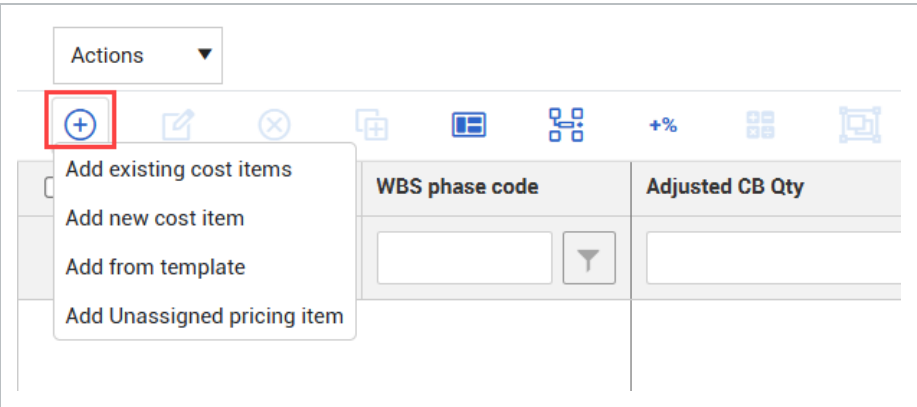 Actions
+%
Add existing cost items
WBS phase code
Adjusted CB Qty
Add new cost item
Add from template
Add Unassigned pricing item